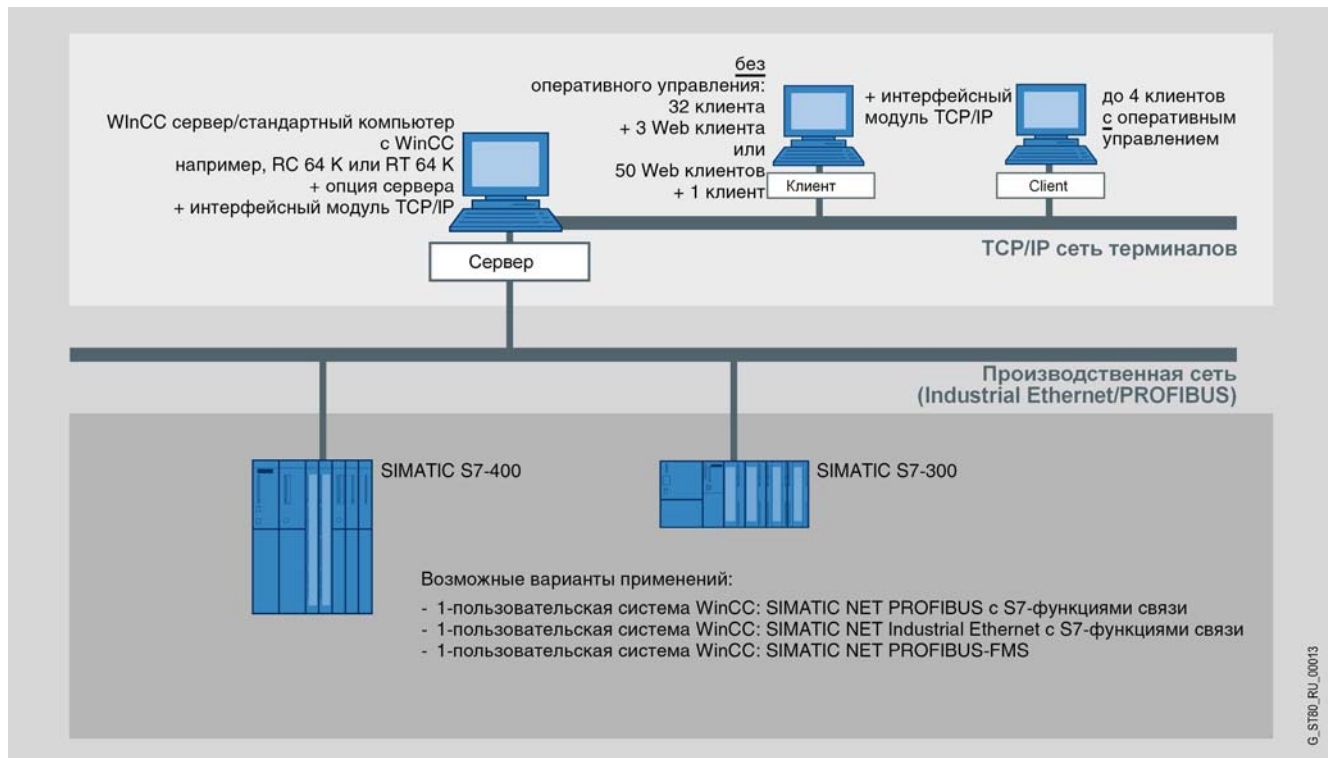 WInCC сервер/стандартный компьютер
с WinCC
например, RC 64 K или RT 64 K
+ опция сервера
+ интерфейсный модуль TCP/IP
Сервер
без
оперативного управления:
32 клиента
+ 3 Web клиента
или
50 Web клиентов
+ 1 клиент
Клиент
+ интерфейсный
модуль TCP/IP
Client
до 4 клиентов
с оперативным
управлением
TCP/IP сеть терминалов
Производственная сеть
(Industrial Ethernet/PROFIBUS)
SIMATIC S7-400
SIMATIC S7-300
Возможные варианты применений:
- 1-пользовательская система WinCC: SIMATIC NET PROFIBUS с S7-функциями связи
- 1-пользовательская система WinCC: SIMATIC NET Industrial Ethernet с S7-функциями связи
- 1-пользовательская система WinCC: SIMATIC NET PROFIBUS-FMS
G_ST80_RU_00013